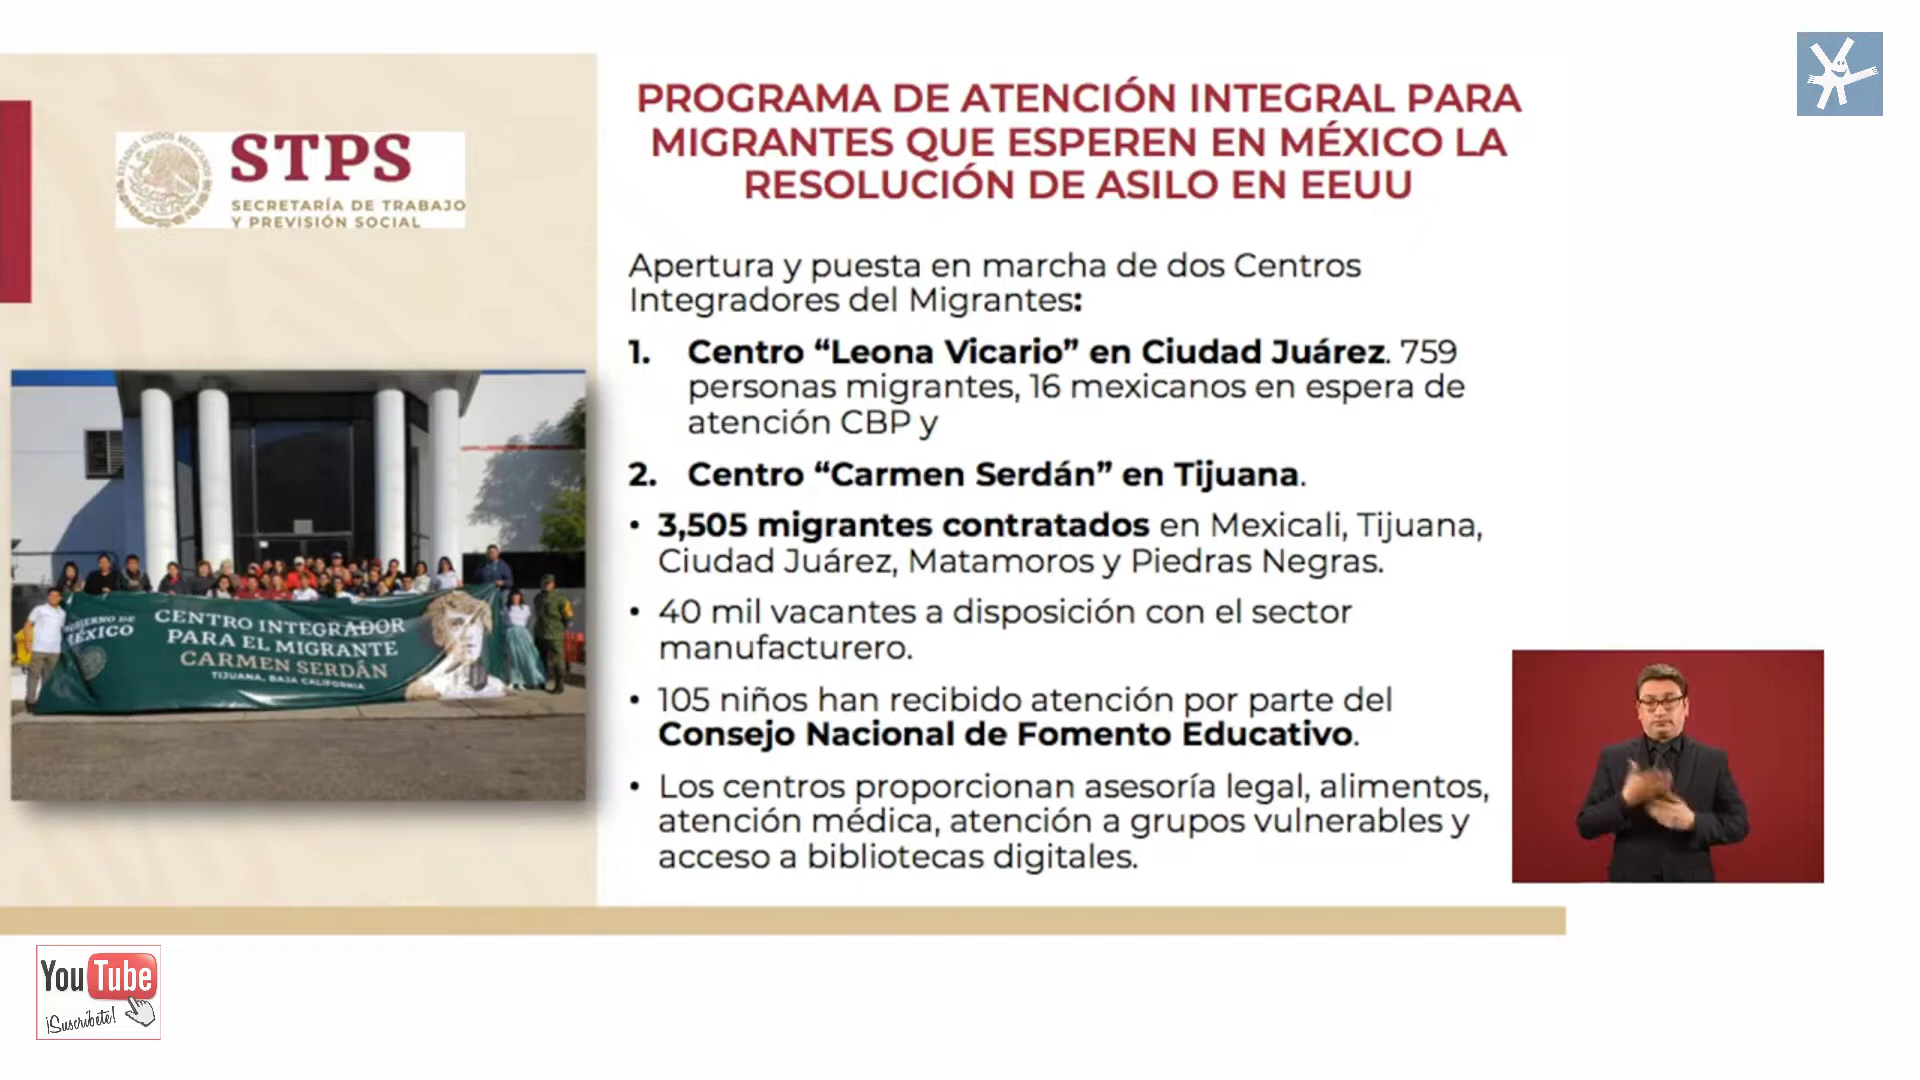 STPS
SECRETARÍA DE TRABAJO
Y PREVISIÓN SOCIAL
ESTADOS UNIDOS MEXICANOS
PROGRAMA DE ATENCIÓN INTEGRAL PARA
MIGRANTES QUE ESPEREN EN MÉXICO LA
RESOLUCIÓN DE ASILO EN EEUU
Apertura y puesta en marcha de dos Centros
Integradores del Migrantes:
1. Centro “Leona Vicario” en Ciudad Juárez. 759
personas migrantes, 16 mexicanos en espera de
atención CBP y
2. Centro “Carmen Serdán” en Tijuana.
• 3,505 migrantes contratados en Mexicali, Tijuana,
Ciudad Juárez, Matamoros y Piedras Negras.
• 40 mil vacantes a disposición con el sector
manufacturero.
• 105 niños han recibido atención por parte del
Consejo Nacional de Fomento Educativo.
• Los centros proporcionan asesoría legal, alimentos,
atención médica, atención a grupos vulnerables y
acceso a bibliotecas digitales.
GOBIERNO DE
MÉXICO
CENTRO INTEGRADOR
PARA EL MIGRANTE
CARMEN SERDÁN
TIJUANA, BAJA CALIFORNIA
YouTube
¡Suscríbete!